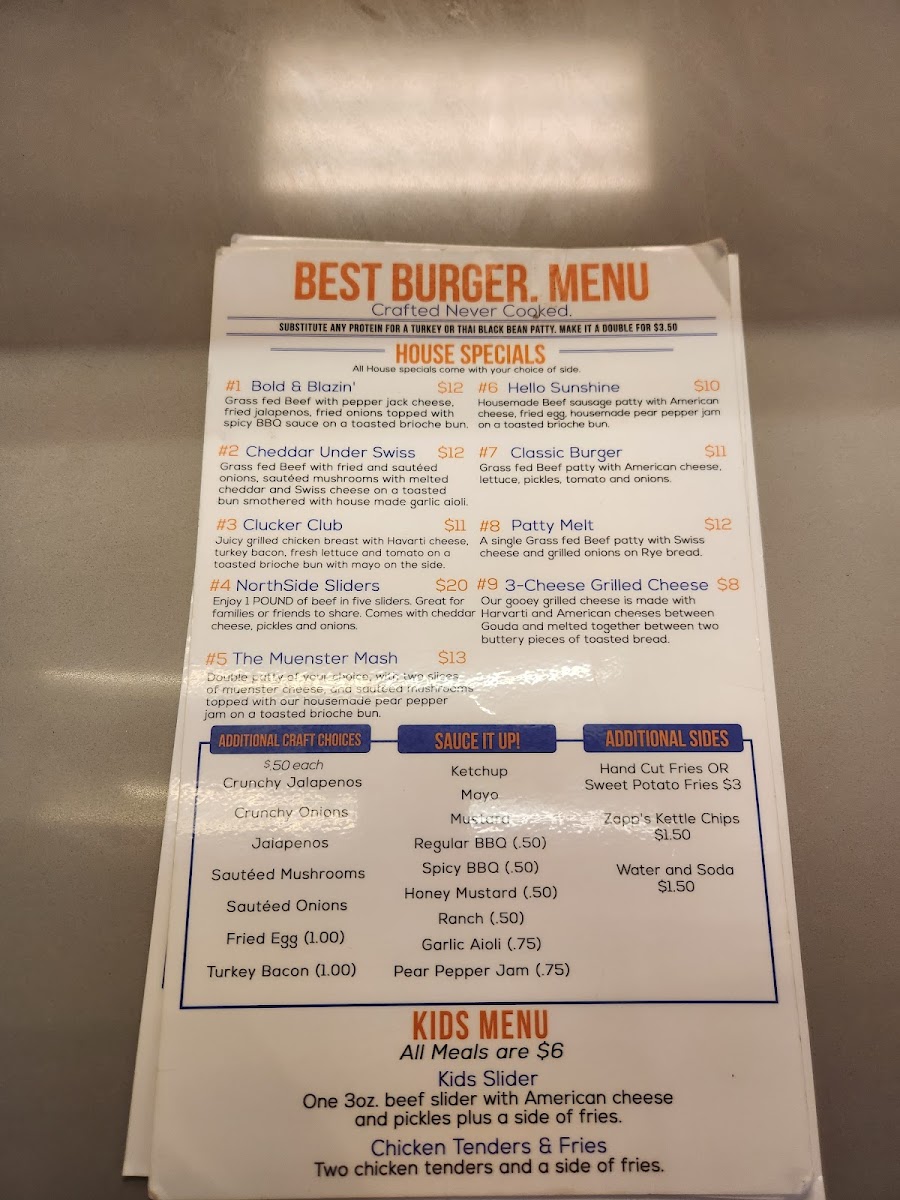 BEST BURGER. MENU
Crafted Never Cooked.
SUBSTITUTE ANY PROTEIN FOR A TURKEY OR THAI BLACK BEAN PATTY. MAKE IT A DOUBLE FOR $3.50
HOUSE SPECIALS
All House specials come with your choice of side.
#1 Bold & Blazin' $12
Grass fed Beef with pepper jack cheese,
fried jalapenos, fried onions topped with
spicy BBQ sauce on a toasted brioche bun.
#2 Cheddar Under Swiss $12
Grass fed Beef with fried and sautéed
onions, sautéed mushrooms with melted
cheddar and Swiss cheese on a toasted
bun smothered with house made garlic aioli.
#3 Clucker Club $11
Juicy grilled chicken breast with Havarti cheese,
turkey bacon, fresh lettuce and tomato on a
toasted brioche bun with mayo on the side.
#4 NorthSide Sliders $20
Enjoy 1 POUND of beef in five sliders. Great for
families or friends to share. Comes with cheddar
cheese, pickles and onions.
#5 The Muenster Mash $13
Double patty of your choice, with two slices
of muenster cheese, and sautéed mushrooms
topped with our housemade pear pepper
jam on a toasted brioche bun.
#6 Hello Sunshine $10
Housemade Beef sausage patty with American
cheese, fried egg, housemade pear pepper jam
on a toasted brioche bun.
#7 Classic Burger $11
Grass fed Beef patty with American cheese,
lettuce, pickles, tomato and onions.
#8 Patty Melt $12
A single Grass fed Beef patty with Swiss
cheese and grilled onions on Rye bread.
#9 3-Cheese Grilled Cheese $8
Our gooey grilled cheese is made with
Harvarti and American cheeses between
Gouda and melted together between two
buttery pieces of toasted bread.
ADDITIONAL CRAFT CHOICES
$.50 each
Crunchy Jalapenos
Crunchy Onions
Jalapenos
Sautéed Mushrooms
Sautéed Onions
Fried Egg (1.00)
Turkey Bacon (1.00)
SAUCE IT UP!
Ketchup
Mayo
Mustard
Regular BBQ (.50)
Spicy BBQ (.50)
Honey Mustard (.50)
Ranch (.50)
Garlic Aioli (.75)
Pear Pepper Jam (.75)
ADDITIONAL SIDES
Hand Cut Fries OR
Sweet Potato Fries $3
Zapp's Kettle Chips
$1.50
Water and Soda
$1.50
KIDS MENU
All Meals are $6
Kids Slider
One 3oz. beef slider with American cheese
and pickles plus a side of fries.
Chicken Tenders & Fries
Two chicken tenders and a side of fries.